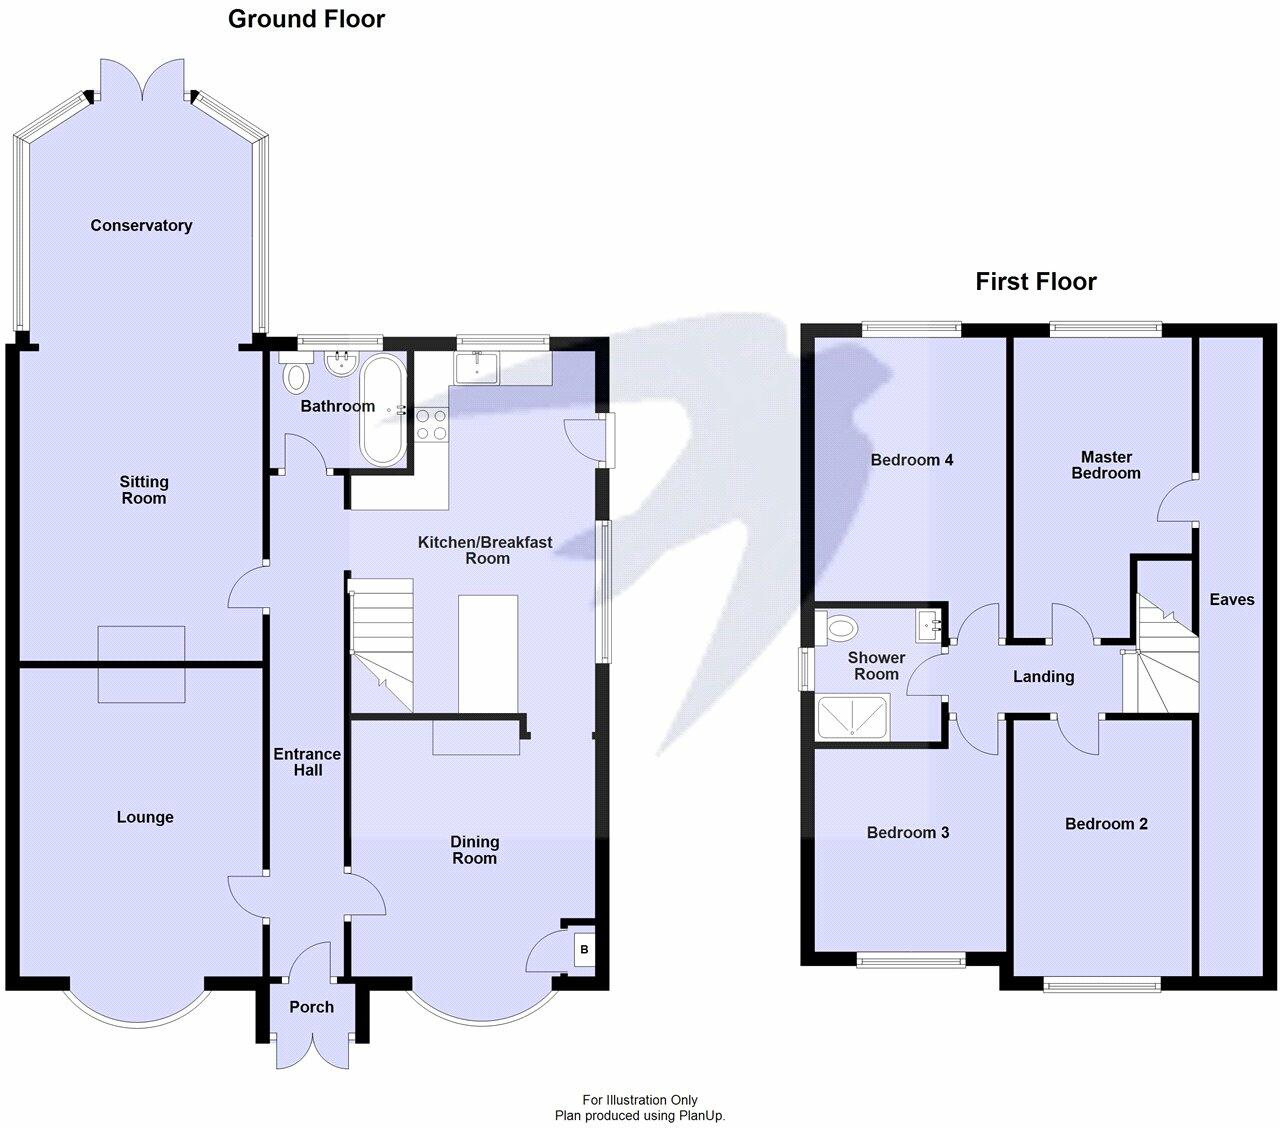 Ground Floor
Conservatory
Bathroom
Sitting
Room
Kitchen/Breakfast
Room
Entrance
Hall
Lounge
Dining
Room
B
Porch
First Floor
Bedroom 4
Master
Bedroom
Eaves
Shower
Room
Landing
Bedroom 3
Bedroom 2
For Illustration Only
Plan produced using PlanUp.